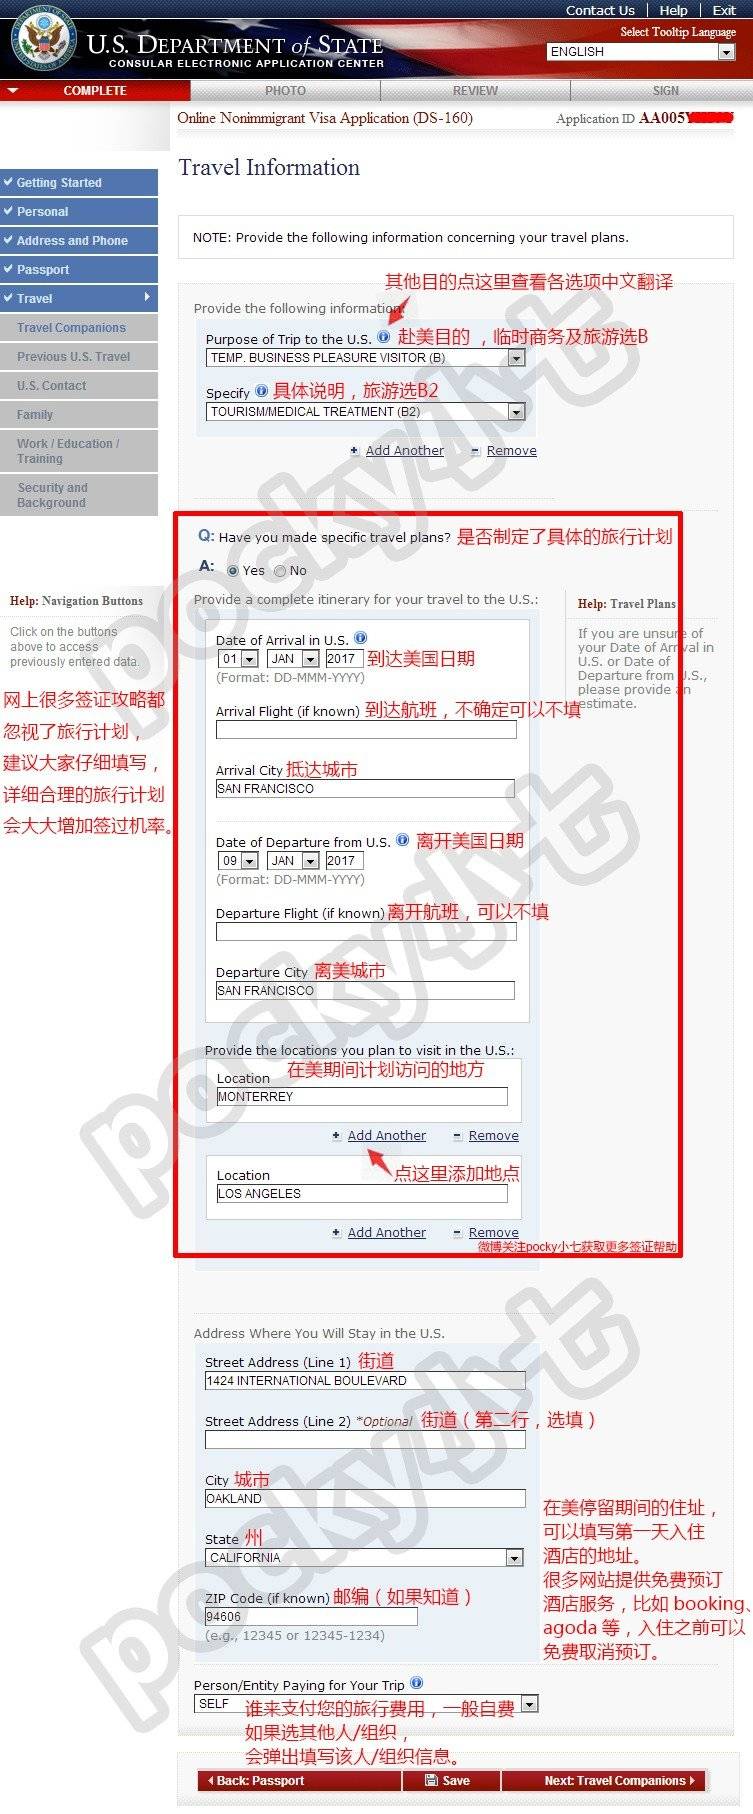 Contact Us | Help | Exit
Select Tooltip Language
ENGLISH
U.S. DEPARTMENT of STATE
CONSULAR ELECTRONIC APPLICATION CENTER
COMPLETE PHOTO REVIEW SIGN
Online Nonimmigrant Visa Application (DS-160) Application ID AA005
Travel Information
Getting Started
Personal
Address and Phone
Passport
Travel
Travel Companions
Previous U.S. Travel
U.S. Contact
Family
Work / Education /
Training
Security and
Background
NOTE: Provide the following information concerning your travel plans.
其他目的点这里查看各选项中文翻译
Provide the following information:
Purpose of Trip to the U.S. 赴美目的，临时商务及旅游选B
TEMP. BUSINESS PLEASURE VISITOR (B)
Specify 具体说明，旅游选B2
TOURISM/MEDICAL TREATMENT (B2)
Add Another Remove
Q: Have you made specific travel plans? 是否制定了具体的旅行计划
A: Yes No
Provide a complete itinerary for your travel to the U.S.:
Date of Arrival in U.S.
01 JAN 2017 到达美国日期
(Format: DD-MMM-YYYY)
Arrival Flight (if known) 到达航班，不确定可以不填
Arrival City 抵达城市
SAN FRANCISCO
Date of Departure from U.S. 离开美国日期
09 JAN 2017
(Format: DD-MMM-YYYY)
Departure Flight (if known) 离开航班，可以不填
Departure City 离美城市
SAN FRANCISCO
Provide the locations you plan to visit in the U.S.:
Location 在美期间计划访问的地方
MONTERREY
Add Another Remove
点这里添加地点
Location
LOS ANGELES
Add Another Remove
微博关注pocky小七获取更多签证帮助
Help: Navigation Buttons
Click on the buttons
above to access
previously entered data.
网上很多签证攻略都
忽视了旅行计划，
建议大家仔细填写，
详细合理的旅行计划
会大大增加签过机率。
Help: Travel Plans
If you are unsure of
your Date of Arrival in
U.S. or Date of
Departure from U.S.,
please provide an
estimate.
Address Where You Will Stay in the U.S.
Street Address (Line 1) 街道
1424 INTERNATIONAL BOULEVARD
Street Address (Line 2) *Optional 街道（第二行，选填）
City 城市
OAKLAND
State 州
CALIFORNIA
ZIP Code (if known) 邮编（如果知道）
94606
(e.g., 12345 or 12345-1234)
在美停留期间的住址，
可以填写第一天入住
酒店的地址。
很多网站提供免费预订
酒店服务，比如 booking、
agoda 等，入住之前可以
免费取消预订。
Person/Entity Paying for Your Trip
SELF
谁来支付您的旅行费用，一般自费
如果选其他人/组织，
会弹出填写该人/组织信息。
Back: Passport Save Next: Travel Companions
pocky小七
pocky小七
pocky小七